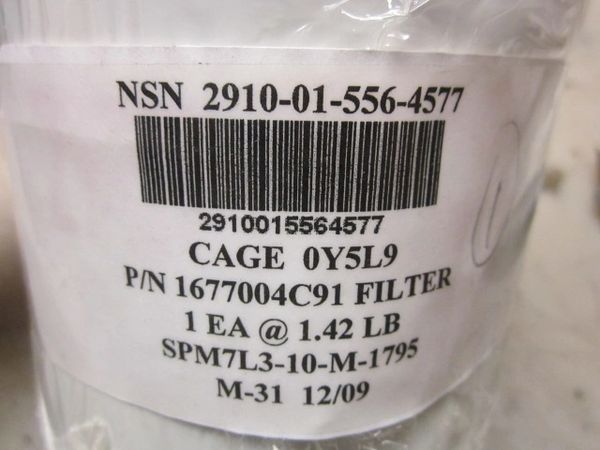 NSN 2910-01-556-4577
2910015564577
CAGE 0Y5L9
P/N 1677004C91 FILTER
1 EA @ 1.42 LB
SPM7L3-10-M-1795
M-31 12/09
1